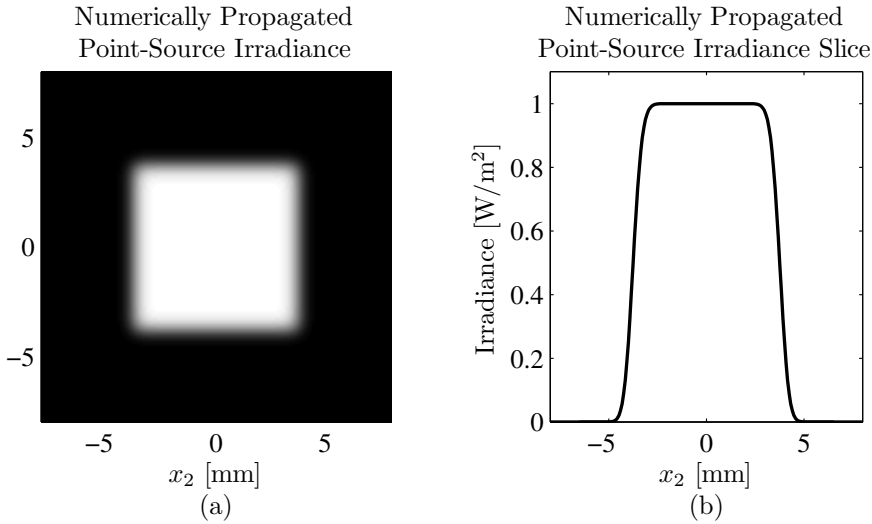 Numerically Propagated
Point-Source Irradiance
5
0
−5
−5 0 5
x₂ [mm]
(a)
Numerically Propagated
Point-Source Irradiance Slice
Irradiance [W/m²]
1
0.8
0.6
0.4
0.2
0
−5 0 5
x₂ [mm]
(b)